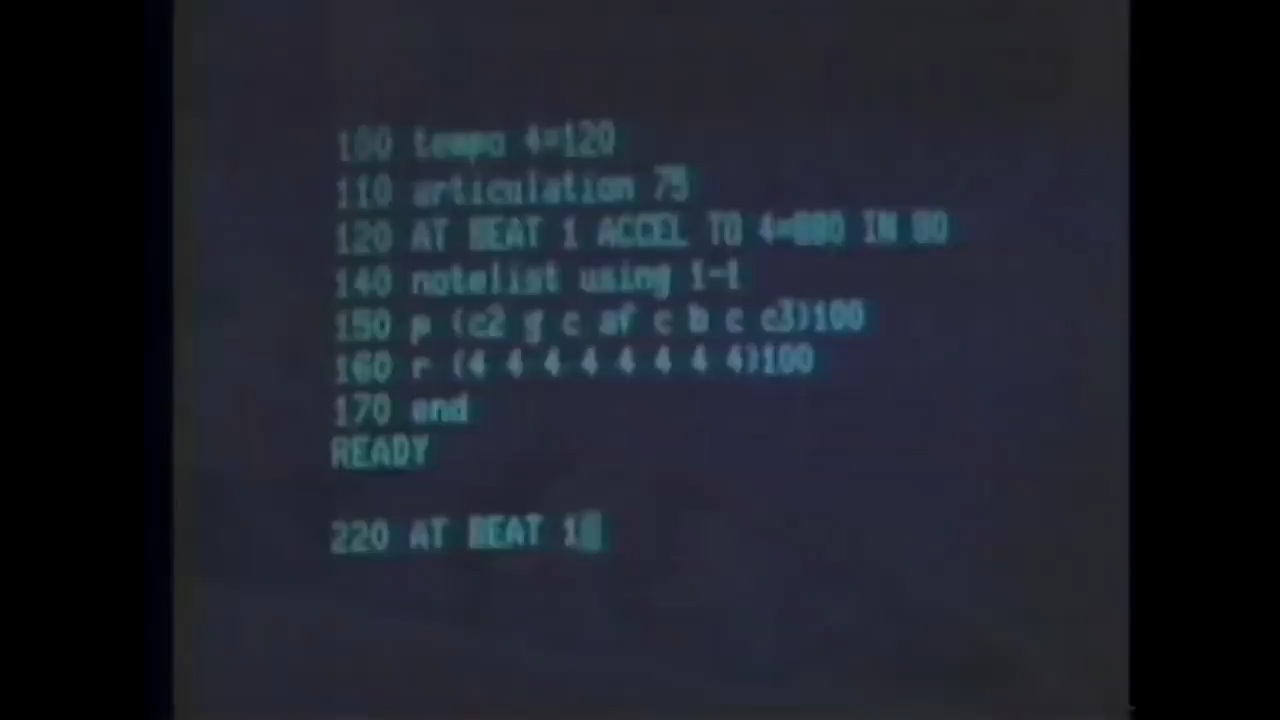 100 tempo 4=120
110 articulation 75
120 AT BEAT 1 ACCEL TO 4= IN
140 notelist using 1-1
150 p (c2 g c af c b c c3)100
160 r (4 4 4 4 4 4 4 4)100
170 end
READY
220 AT BEAT 1